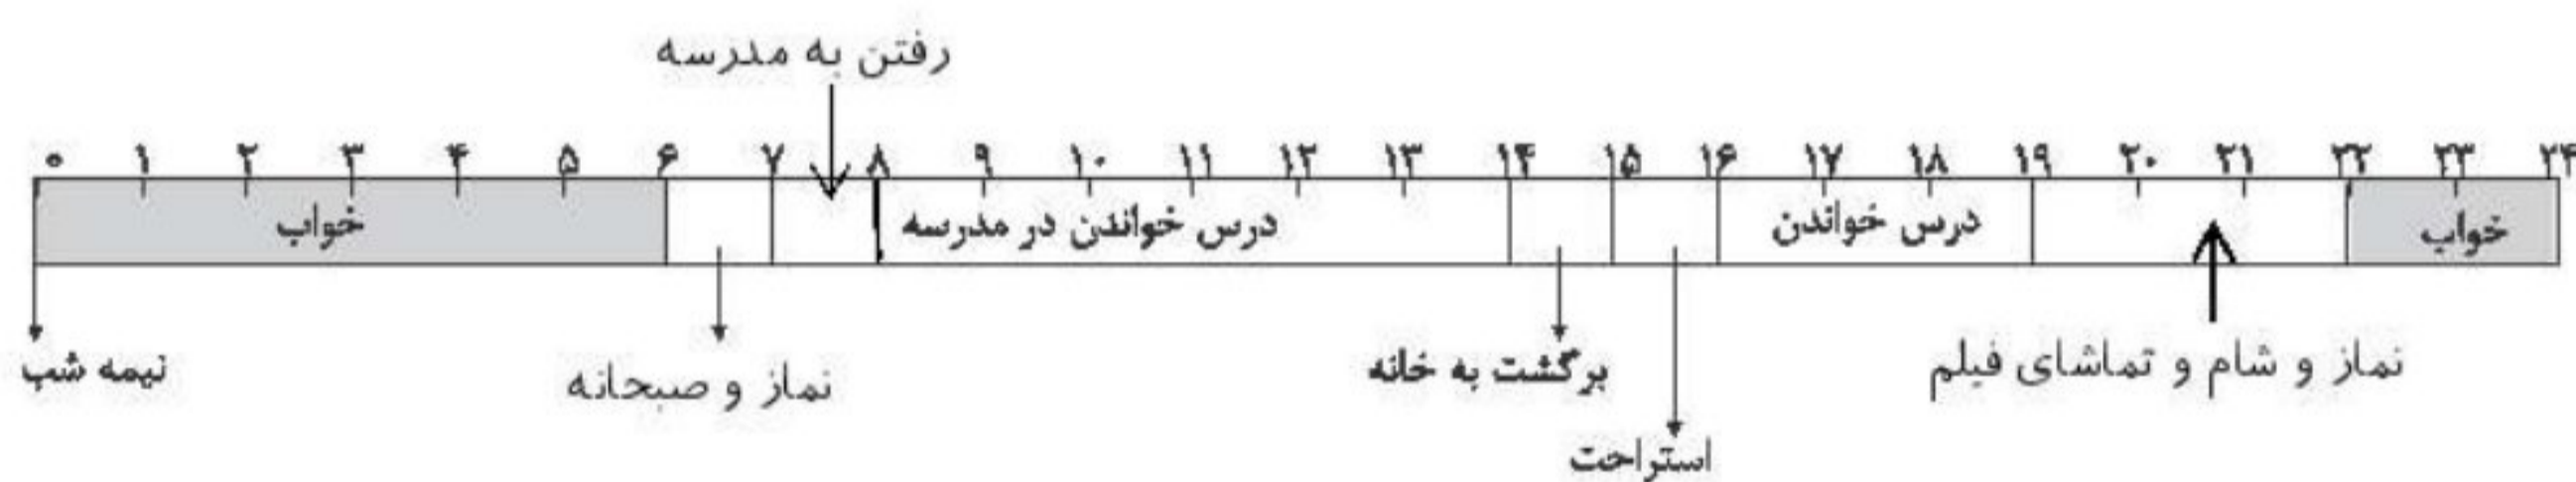 رفتن به مدرسه
۰ ۱ ۲ ۳ ۴ ۵ ۶ ۷ ۸ ۹ ۱۰ ۱۱ ۱۲ ۱۳ ۱۴ ۱۵ ۱۶ ۱۷ ۱۸ ۱۹ ۲۰ ۲۱ ۲۲ ۲۳ ۲۴
خواب درس خواندن در مدرسه درس خواندن خواب
نیمه شب نماز و صبحانه برگشت به خانه نماز و شام و تماشای فیلم
استراحت